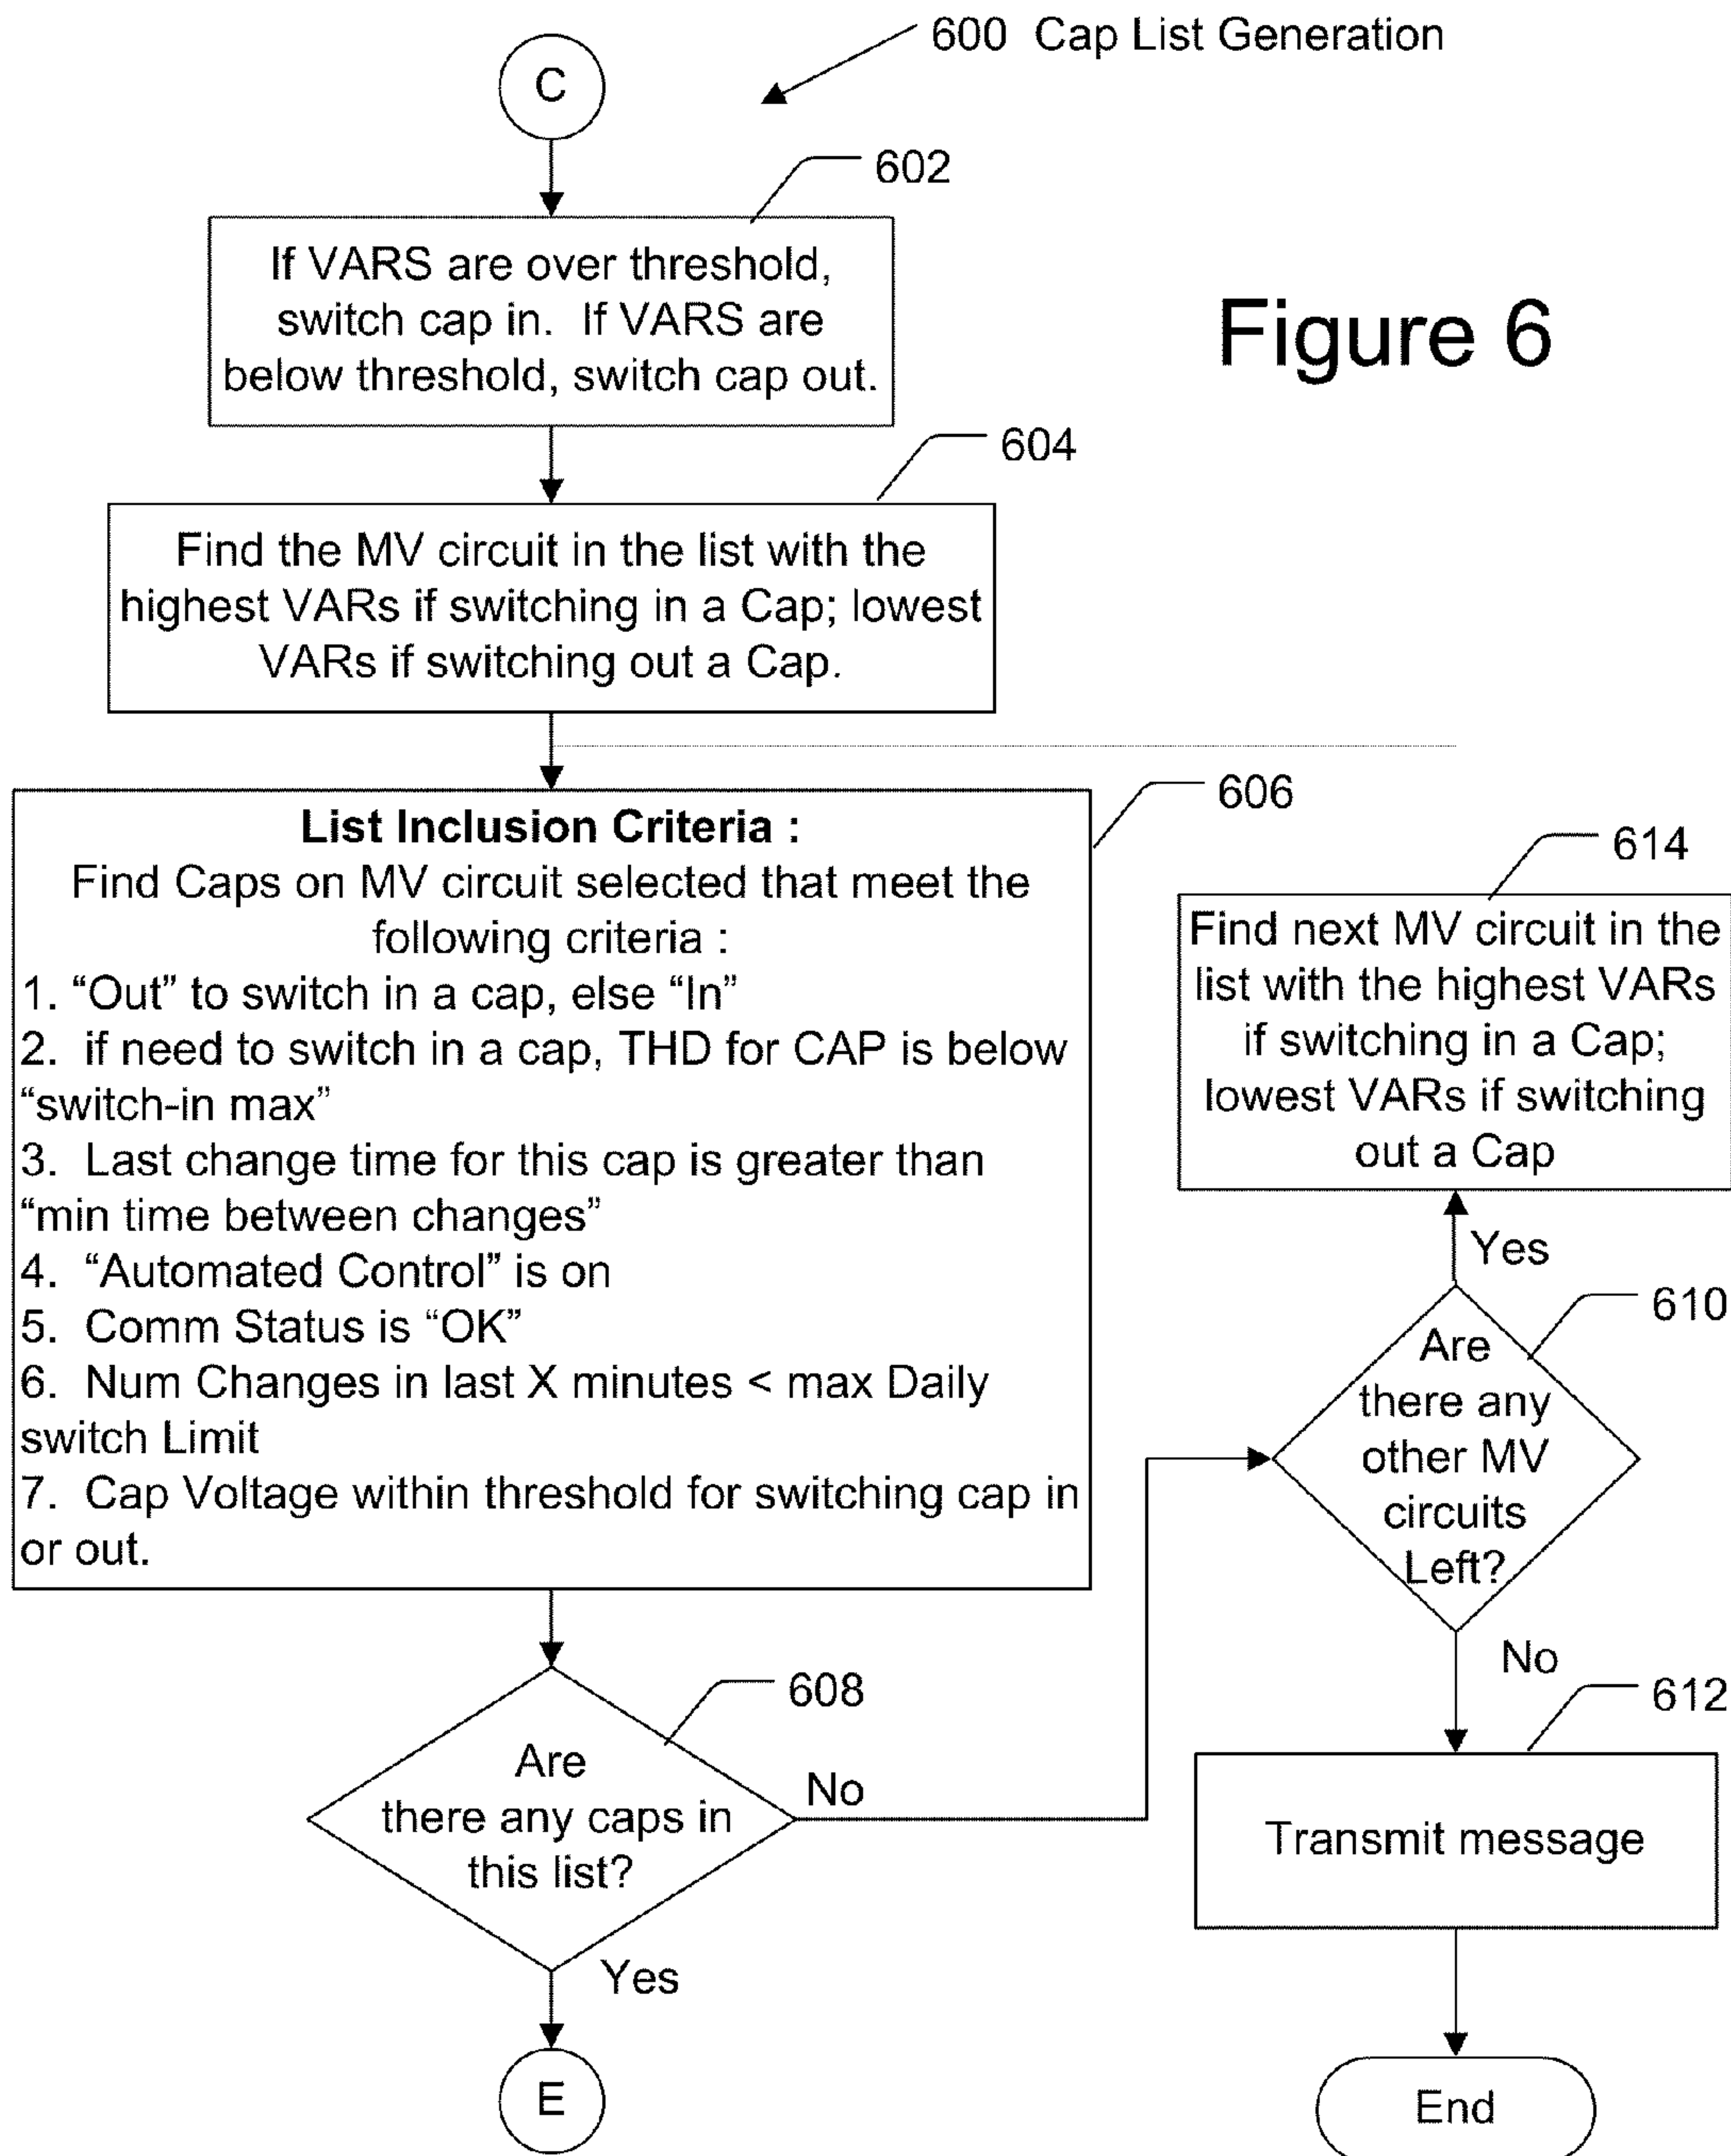 600 Cap List Generation
C
602
If VARS are over threshold,
switch cap in. If VARS are
below threshold, switch cap out.
Figure 6
604
Find the MV circuit in the list with the
highest VARs if switching in a Cap; lowest
VARs if switching out a Cap.
606
List Inclusion Criteria :
Find Caps on MV circuit selected that meet the
following criteria :
1. “Out” to switch in a cap, else “In”
2. if need to switch in a cap, THD for CAP is below
“switch-in max”
3. Last change time for this cap is greater than
“min time between changes”
4. “Automated Control” is on
5. Comm Status is “OK”
6. Num Changes in last X minutes < max Daily
switch Limit
7. Cap Voltage within threshold for switching cap in
or out.
614
Find next MV circuit in the
list with the highest VARs
if switching in a Cap;
lowest VARs if switching
out a Cap
Yes
610
Are
there any
other MV
circuits
Left?
No
608
Are
there any caps in
this list?
No
Yes
612
Transmit message
E
End